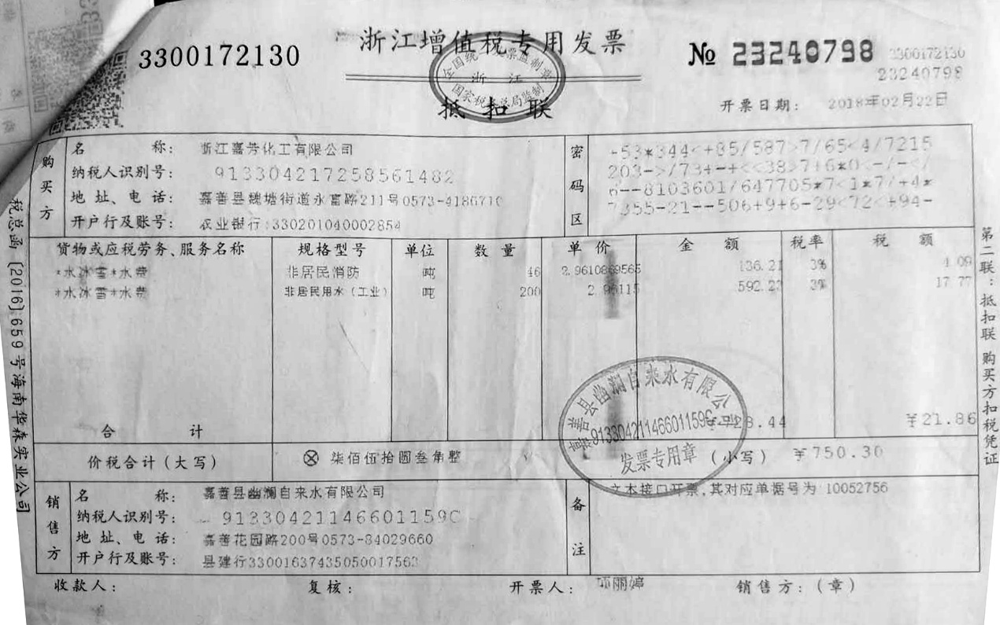 3300172130
浙江增值税专用发票
№ 23240798
3300172130
23240798
全国统一发票监制章
浙 江
国家税务总局监制
抵扣联
开票日期: 2018年02月22日
购买方
名 称: 浙江嘉芳化工有限公司
纳税人识别号: 913304217258561482
地 址、电 话: 嘉善县魏塘街道永富路211号0573-4186710
开户行及账号: 农业银行:330201040002854
密码区
-53*344<+85/587>7/65<4/7215
203->/73+-+<<38>7+6*0<-/-</
6--8103601/647705*7<1*7/+4*
7355-21--506+9+6-29<72<+94-
货物或应税劳务、服务名称 规格型号 单位 数 量 单 价 金 额 税率 税 额
*水冰雪*水费 非居民消防 吨 46 2.9610869565 136.21 3% 4.09
*水冰雪*水费 非居民用水(工业) 吨 200 2.96115 592.23 3% 17.77
合 计 ¥21.86
价税合计(大写) ⊗ 柒佰伍拾圆叁角整 (小写) ¥750.30
嘉善县幽澜自来水有限公司
91330421146601159C
发票专用章
销售方
名 称: 嘉善县幽澜自来水有限公司
纳税人识别号: 91330421146601159C
地 址、电 话: 嘉善花园路200号0573-84029660
开户行及账号: 县建行33001637435050017563
备注
文本接口开票,其对应单据号为 10052756
收款人: 复核: 开票人: 项丽婷 销售方:(章)
税总函〔2016〕659号海南华森实业公司
第二联:抵扣联 购买方扣税凭证